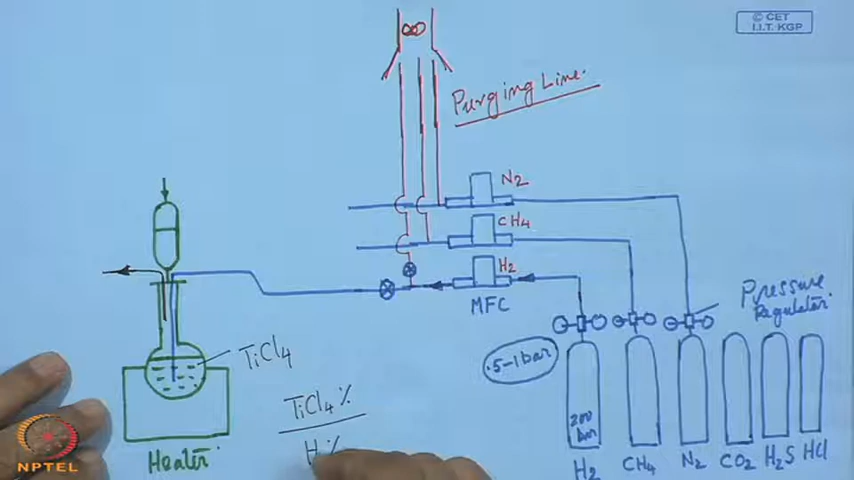 © CET
I.I.T. KGP
Purging Line.
N2
CH4
H2
MFC
Pressure
Regulator.
.5-1 bar
TiCl4
TiCl4 %
H %
200
bar
Heater.
H2
CH4
N2
CO2
H2S
HCl
NPTEL